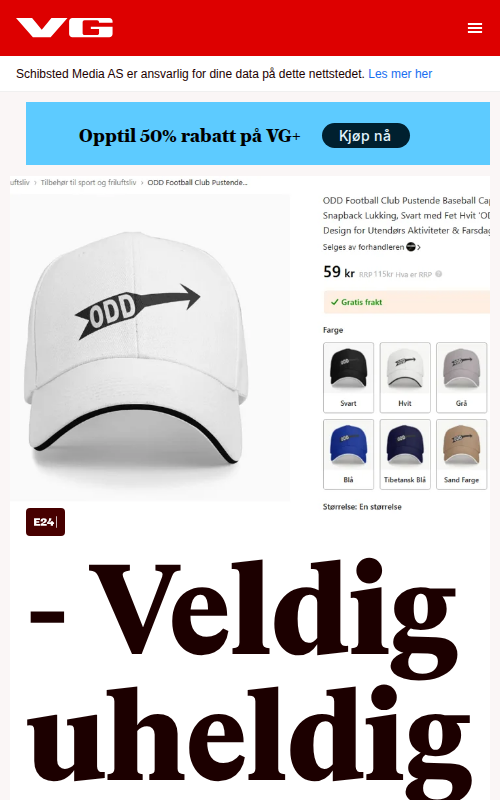 VG
Schibsted Media AS er ansvarlig for dine data på dette nettstedet. Les mer her
Opptil 50% rabatt på VG+
Kjøp nå
uftsliv › Tilbehør til sport og friluftsliv › ODD Football Club Pustende...
ODD Football Club Pustende Baseball Ca
Snapback Lukking, Svart med Fet Hvit 'O
Design for Utendørs Aktiviteter & Farsda
Selges av forhandleren
59 kr RRP 115kr Hva er RRP
Gratis frakt
Farge
ODD
Svart
Hvit
Grå
Blå
Tibetansk Blå
Sand Farge
Størrelse: En størrelse
E24
- Veldig
uheldig